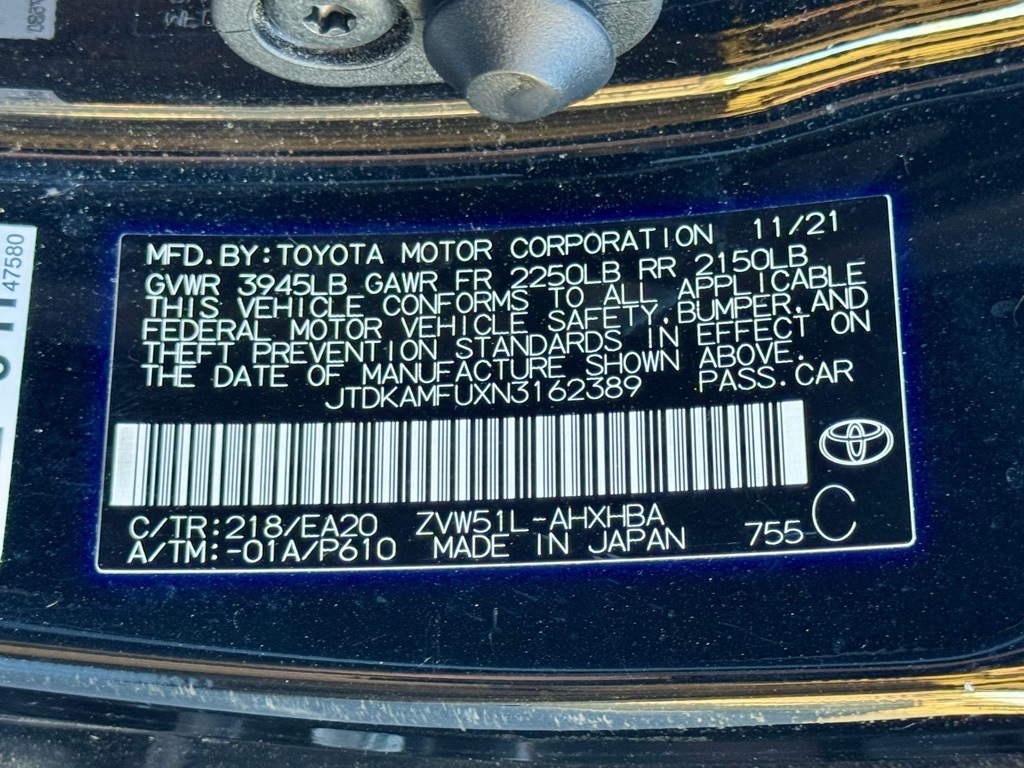 MFD. BY: TOYOTA MOTOR CORPORATION 11/21
GVWR 3945LB GAWR FR 2250LB RR 2150LB
THIS VEHICLE CONFORMS TO ALL APPLICABLE
FEDERAL MOTOR VEHICLE SAFETY, BUMPER, AND
THEFT PREVENTION STANDARDS IN EFFECT ON
THE DATE OF MANUFACTURE SHOWN ABOVE.
JTDKAMFUXN3162389 PASS. CAR
C/TR: 218/EA20 ZVW51L-AHXHBA
A/TM: -01A/P610 MADE IN JAPAN 755 C
47580